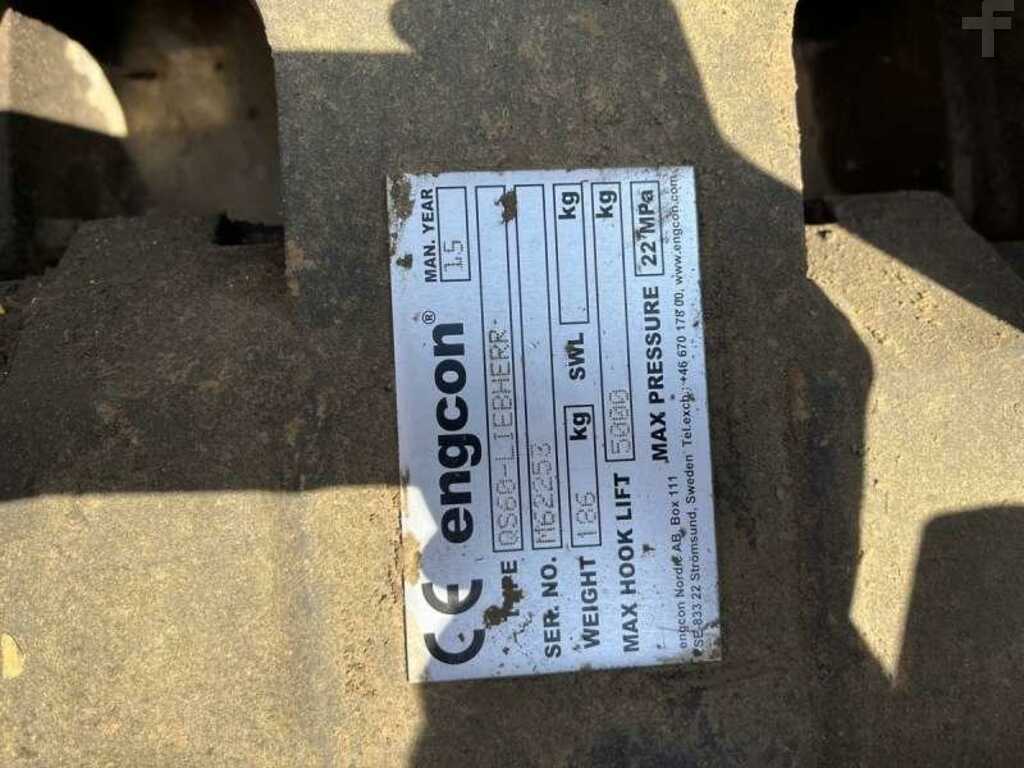 CE engcon® MAN. YEAR 15
TYPE QS60-LIEBHERR
SER. NO. M62253
WEIGHT 186 kg SWL kg
MAX HOOK LIFT 5000 kg
MAX PRESSURE 22 MPa
engcon Nordic AB, Box 111
SE-833 22 Strömsund, Sweden Tel.exch.: +46 670 178 00, www.engcon.com
f